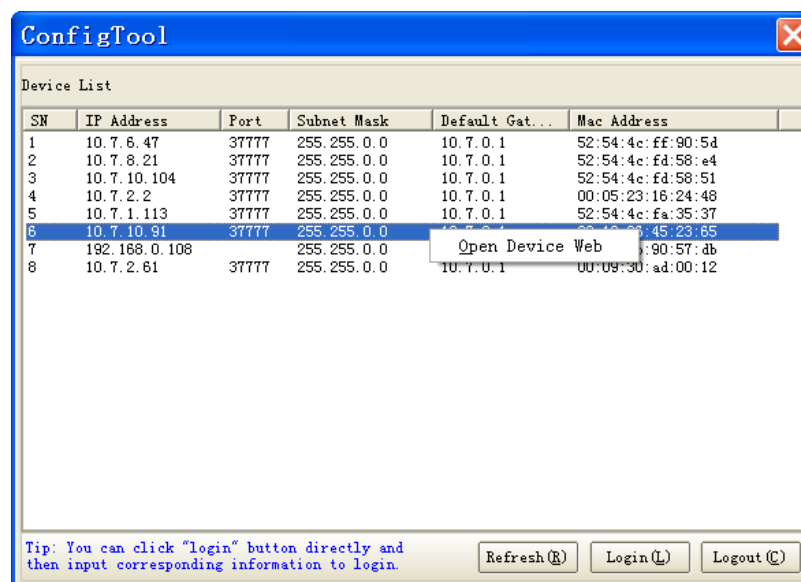 ConfigTool
Device List
SN IP Address Port Subnet Mask Default Gat... Mac Address
1 10.7.6.47 37777 255.255.0.0 10.7.0.1 52:54:4c:ff:90:5d
2 10.7.8.21 37777 255.255.0.0 10.7.0.1 52:54:4c:fd:58:e4
3 10.7.10.104 37777 255.255.0.0 10.7.0.1 52:54:4c:fd:58:51
4 10.7.2.2 37777 255.255.0.0 10.7.0.1 00:05:23:16:24:48
5 10.7.1.113 37777 255.255.0.0 10.7.0.1 52:54:4c:fa:35:37
6 10.7.10.91 37777 255.255.0.0 :45:23:65
Open Device Web
7 192.168.0.108 255.255.0.0 :90:57:db
8 10.7.2.61 37777 255.255.0.0 10.7.0.1 00:09:30:ad:00:12
Tip: You can click "login" button directly and
then input corresponding information to login.
Refresh(R) Login(L) Logout(C)